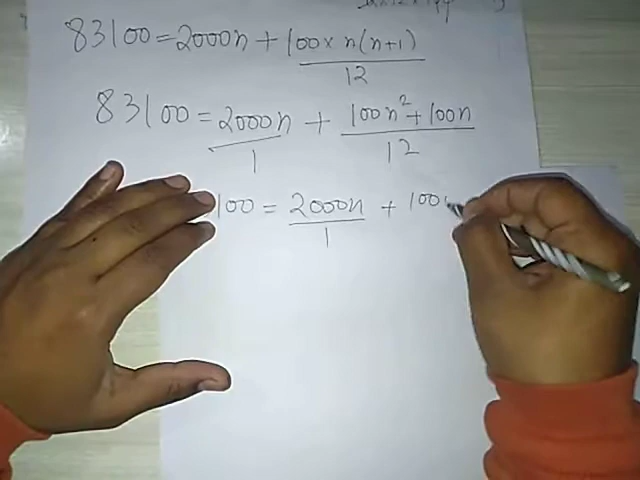 83100 = 2000n + 100 × n(n+1) / 12
83100 = 2000n / 1 + 100n² + 100n / 12
100 = 2000n / 1 + 100